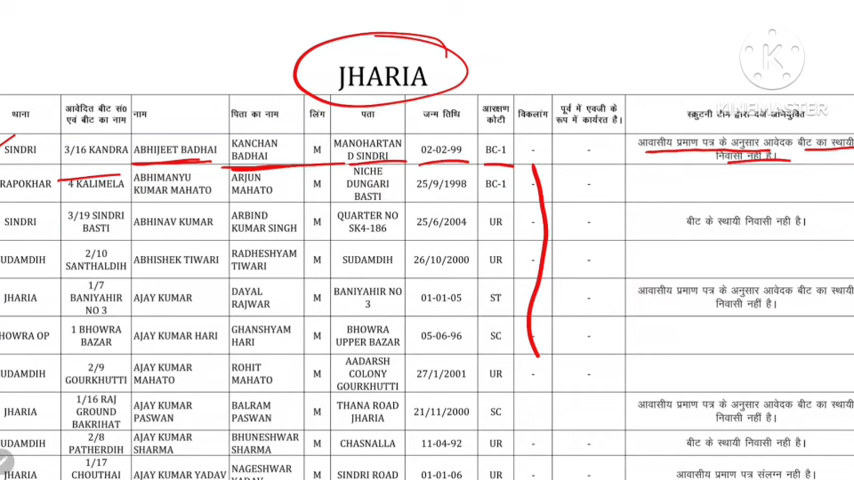 K
KINEMASTER
JHARIA
थाना आवेदित बीट सं0 एवं बीट का नाम नाम पिता का नाम लिंग पता जन्म तिथि आरक्षण कोटि विकलांग पूर्व में एवजी के रूप में कार्यरत है। स्क्रुटनी टीम द्वारा दर्ज
SINDRI 3/16 KANDRA ABHIJEET BADHAI KANCHAN BADHAI M MANOHARTAN D SINDRI 02-02-99 BC-1 - - आवासीय प्रमाण पत्र के अनुसार आवेदक बीट का स्थायी निवासी नहीं है।
RAPOKHAR 4 KALIMELA ABHIMANYU KUMAR MAHATO ARJUN MAHATO M NICHE DUNGARI BASTI 25/9/1998 BC-1 - -
SINDRI 3/19 SINDRI BASTI ABHINAV KUMAR ARBIND KUMAR SINGH M QUARTER NO SK4-186 25/6/2004 UR - - बीट के स्थायी निवासी नही है।
UDAMDIH 2/10 SANTHALDIH ABHISHEK TIWARI RADHESHYAM TIWARI M SUDAMDIH 26/10/2000 UR - -
JHARIA 1/7 BANIYAHIR NO 3 AJAY KUMAR DAYAL RAJWAR M BANIYAHIR NO 3 01-01-05 ST - - आवासीय प्रमाण पत्र के अनुसार आवेदक बीट का स्थायी निवासी नहीं है।
HOWRA OP 1 BHOWRA BAZAR AJAY KUMAR HARI GHANSHYAM HARI M BHOWRA UPPER BAZAR 05-06-96 SC - -
UDAMDIH 2/9 GOURKHUTTI AJAY KUMAR MAHATO ROHIT MAHATO M AADARSH COLONY GOURKHUTTI 27/1/2001 UR - -
JHARIA 1/16 RAJ GROUND BAKRIHAT AJAY KUMAR PASWAN BALRAM PASWAN M THANA ROAD JHARIA 21/11/2000 SC - - आवासीय प्रमाण पत्र के अनुसार आवेदक बीट का स्थायी निवासी नहीं है।
UDAMDIH 2/8 PATHERDIH AJAY KUMAR SHARMA BHUNESHWAR SHARMA M CHASNALLA 11-04-92 UR - - बीट के स्थायी निवासी नही है।
JHARIA 1/17 CHOUTHAI AJAY KUMAR YADAV NAGESHWAR YADAV M SINDRI ROAD 01-01-06 UR - - आवासीय प्रमाण पत्र संलग्न नही है।